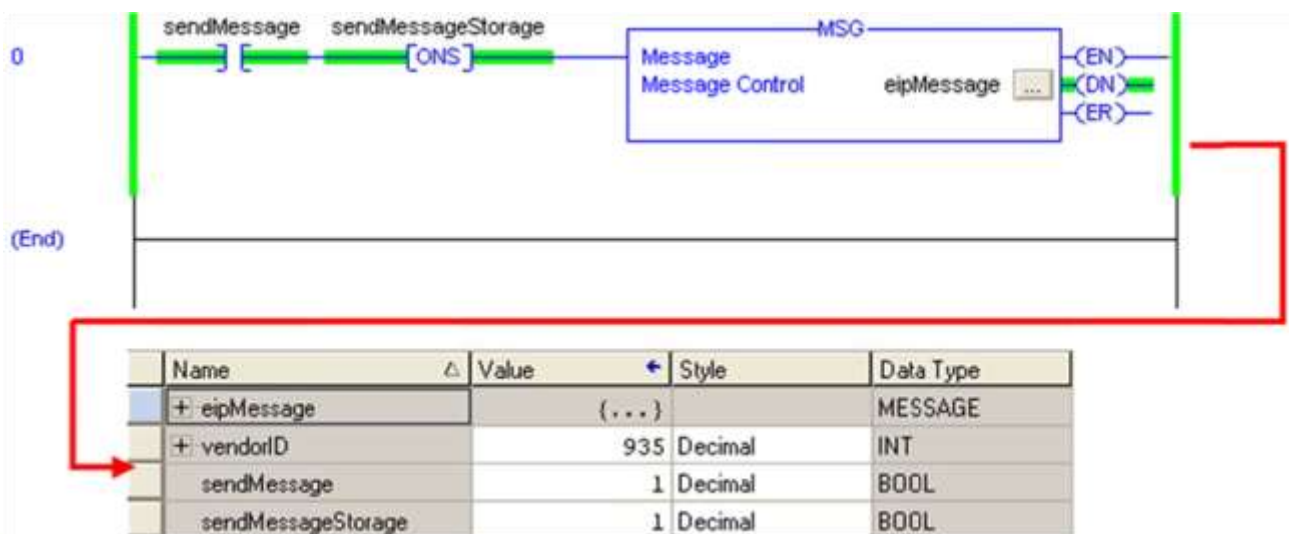 sendMessage sendMessageStorage MSG
0 ONS Message (EN)
Message Control eipMessage ... (DN)
(ER)
(End)
Name Value Style Data Type
+ eipMessage {...} MESSAGE
+ vendorID 935 Decimal INT
sendMessage 1 Decimal BOOL
sendMessageStorage 1 Decimal BOOL